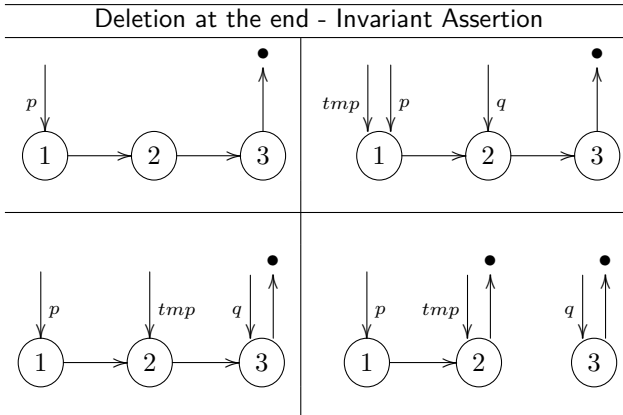 Deletion at the end - Invariant Assertion
p
1 2 3
tmp p q
1 2 3
p tmp q
1 2 3
p tmp q
1 2 3